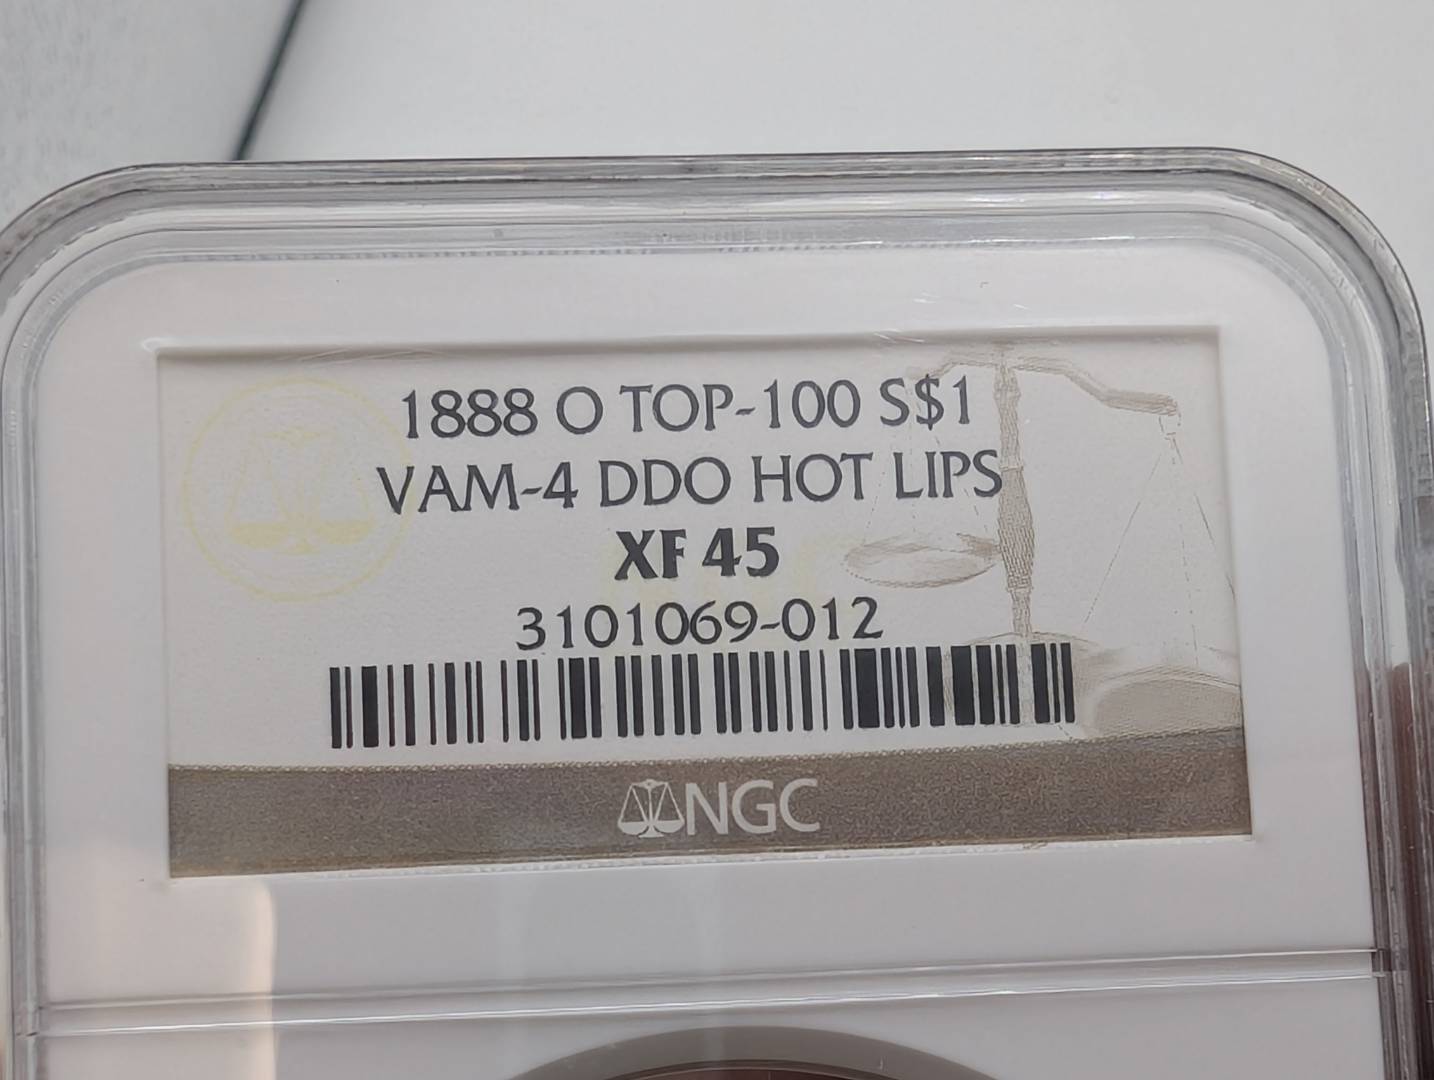 1888 O TOP-100 S$1
VAM-4 DDO HOT LIPS
XF 45
3101069-012
NGC